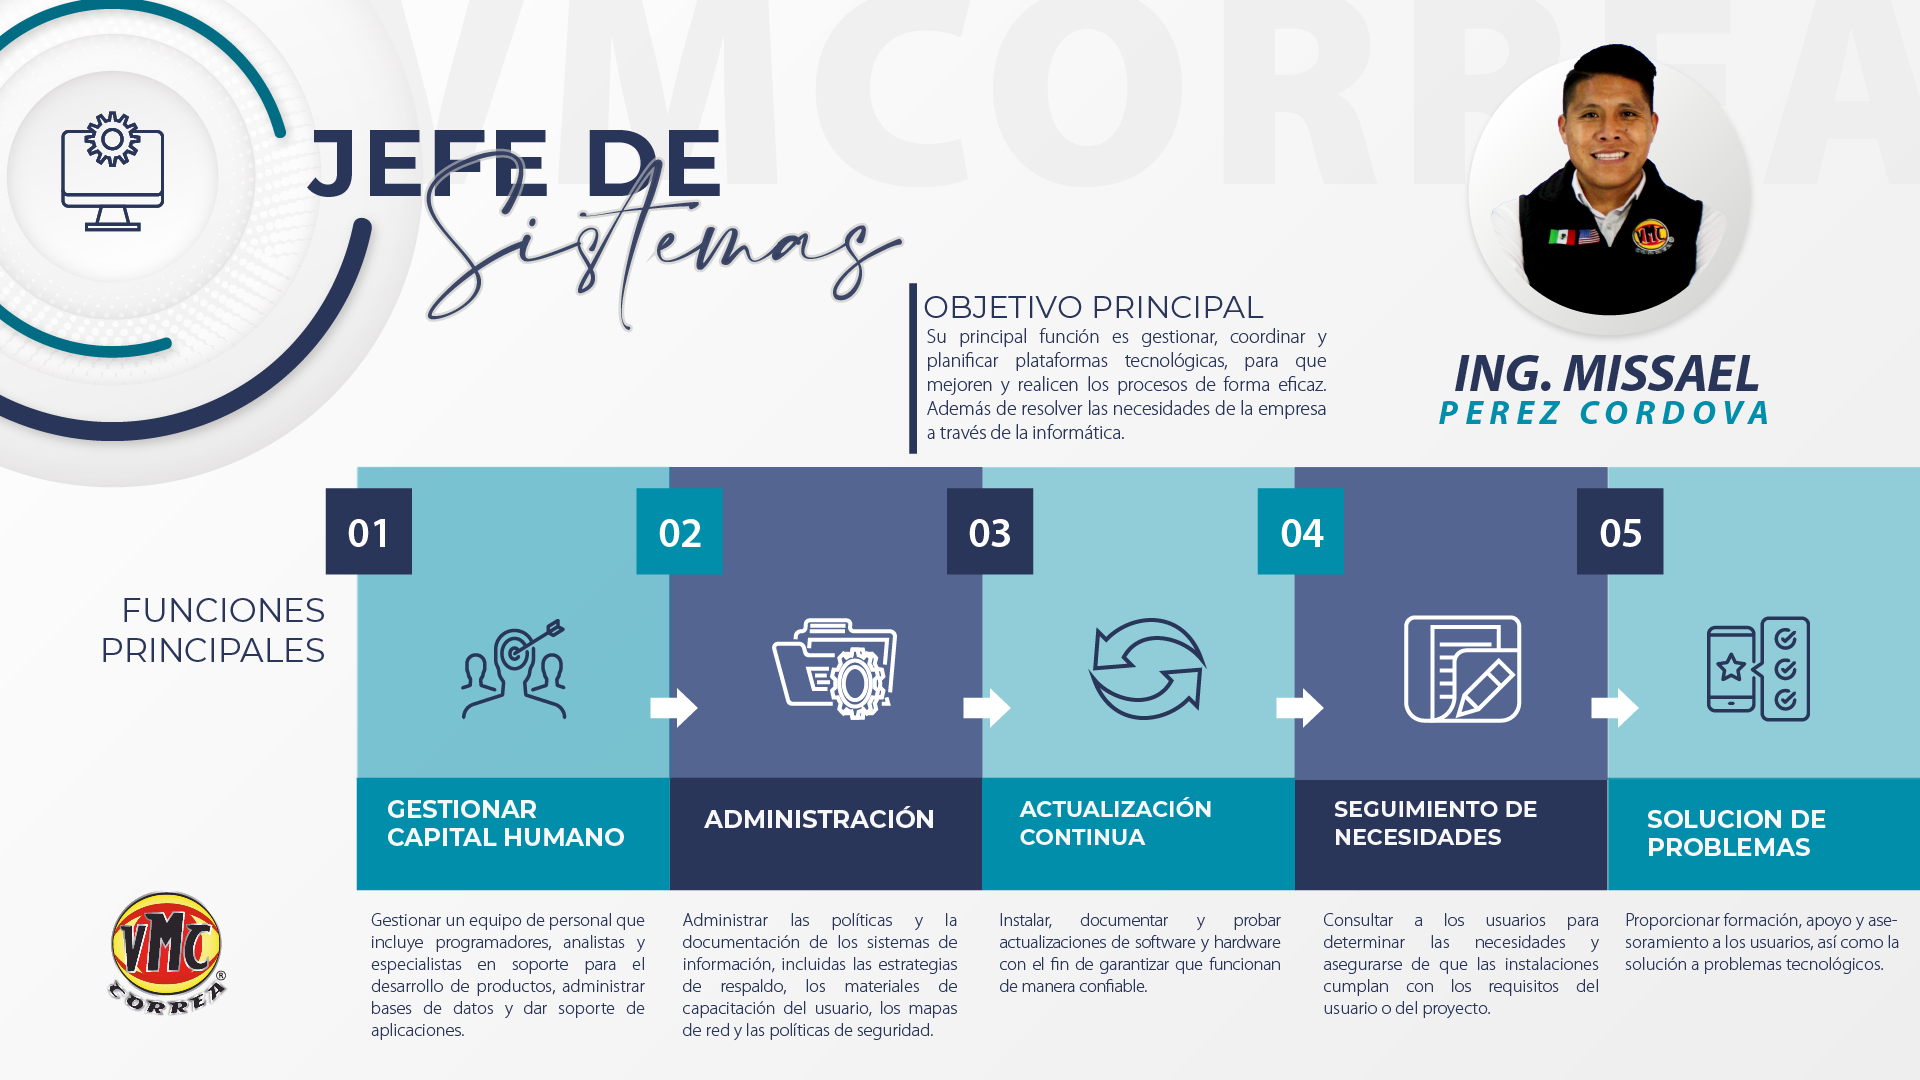 VMCORREA
JEFE DE
Sistemas
VMC
OBJETIVO PRINCIPAL
Su principal función es gestionar, coordinar y
planificar plataformas tecnológicas, para que
mejoren y realicen los procesos de forma eficaz.
Además de resolver las necesidades de la empresa
a través de la informática.
ING. MISSAEL
PEREZ CORDOVA
FUNCIONES
PRINCIPALES
01
02
03
04
05
GESTIONAR
CAPITAL HUMANO
ADMINISTRACIÓN
ACTUALIZACIÓN
CONTINUA
SEGUIMIENTO DE
NECESIDADES
SOLUCION DE
PROBLEMAS
Gestionar un equipo de personal que
incluye programadores, analistas y
especialistas en soporte para el
desarrollo de productos, administrar
bases de datos y dar soporte de
aplicaciones.
Administrar las políticas y la
documentación de los sistemas de
información, incluidas las estrategias
de respaldo, los materiales de
capacitación del usuario, los mapas
de red y las políticas de seguridad.
Instalar, documentar y probar
actualizaciones de software y hardware
con el fin de garantizar que funcionan
de manera confiable.
Consultar a los usuarios para
determinar las necesidades y
asegurarse de que las instalaciones
cumplan con los requisitos del
usuario o del proyecto.
Proporcionar formación, apoyo y ase-
soramiento a los usuarios, así como la
solución a problemas tecnológicos.
VMC
CORREA
®